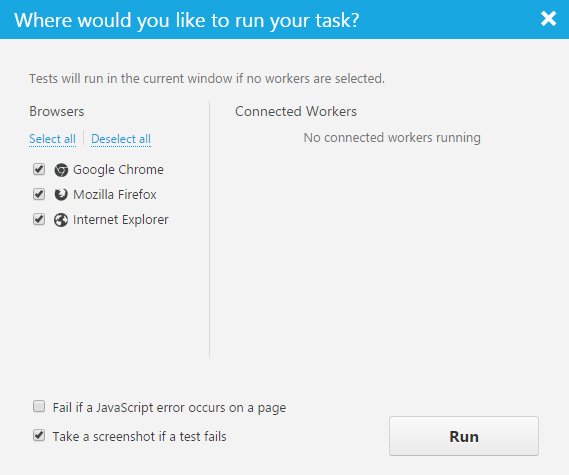 Where would you like to run your task?
Tests will run in the current window if no workers are selected.
Browsers
Select all
Deselect all
Google Chrome
Mozilla Firefox
Internet Explorer
Connected Workers
No connected workers running
Fail if a JavaScript error occurs on a page
Take a screenshot if a test fails
Run